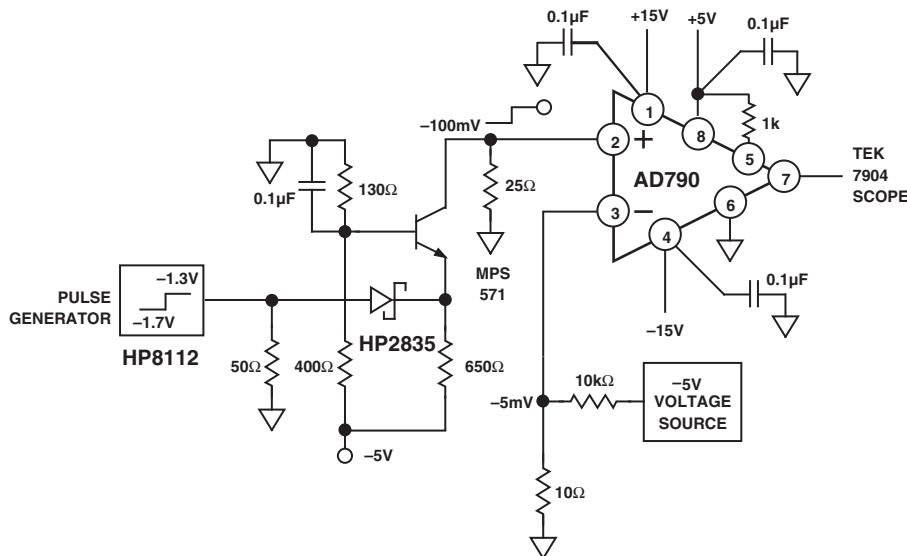 0.1µF
+15V
+5V
0.1µF
–100mV
1
8
1k
2
+
5
TEK
7904
SCOPE
7
AD790
0.1µF
130Ω
25Ω
6
3
–
4
MPS
571
0.1µF
–15V
PULSE
GENERATOR
–1.3V
–1.7V
HP8112
HP2835
50Ω
400Ω
650Ω
10kΩ
–5V
VOLTAGE
SOURCE
–5mV
–5V
10Ω